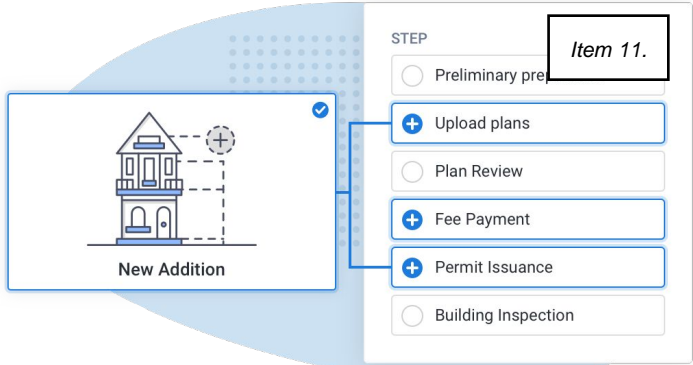 STEP
Item 11.
Preliminary
Upload plans
Plan Review
Fee Payment
Permit Issuance
Building Inspection
New Addition